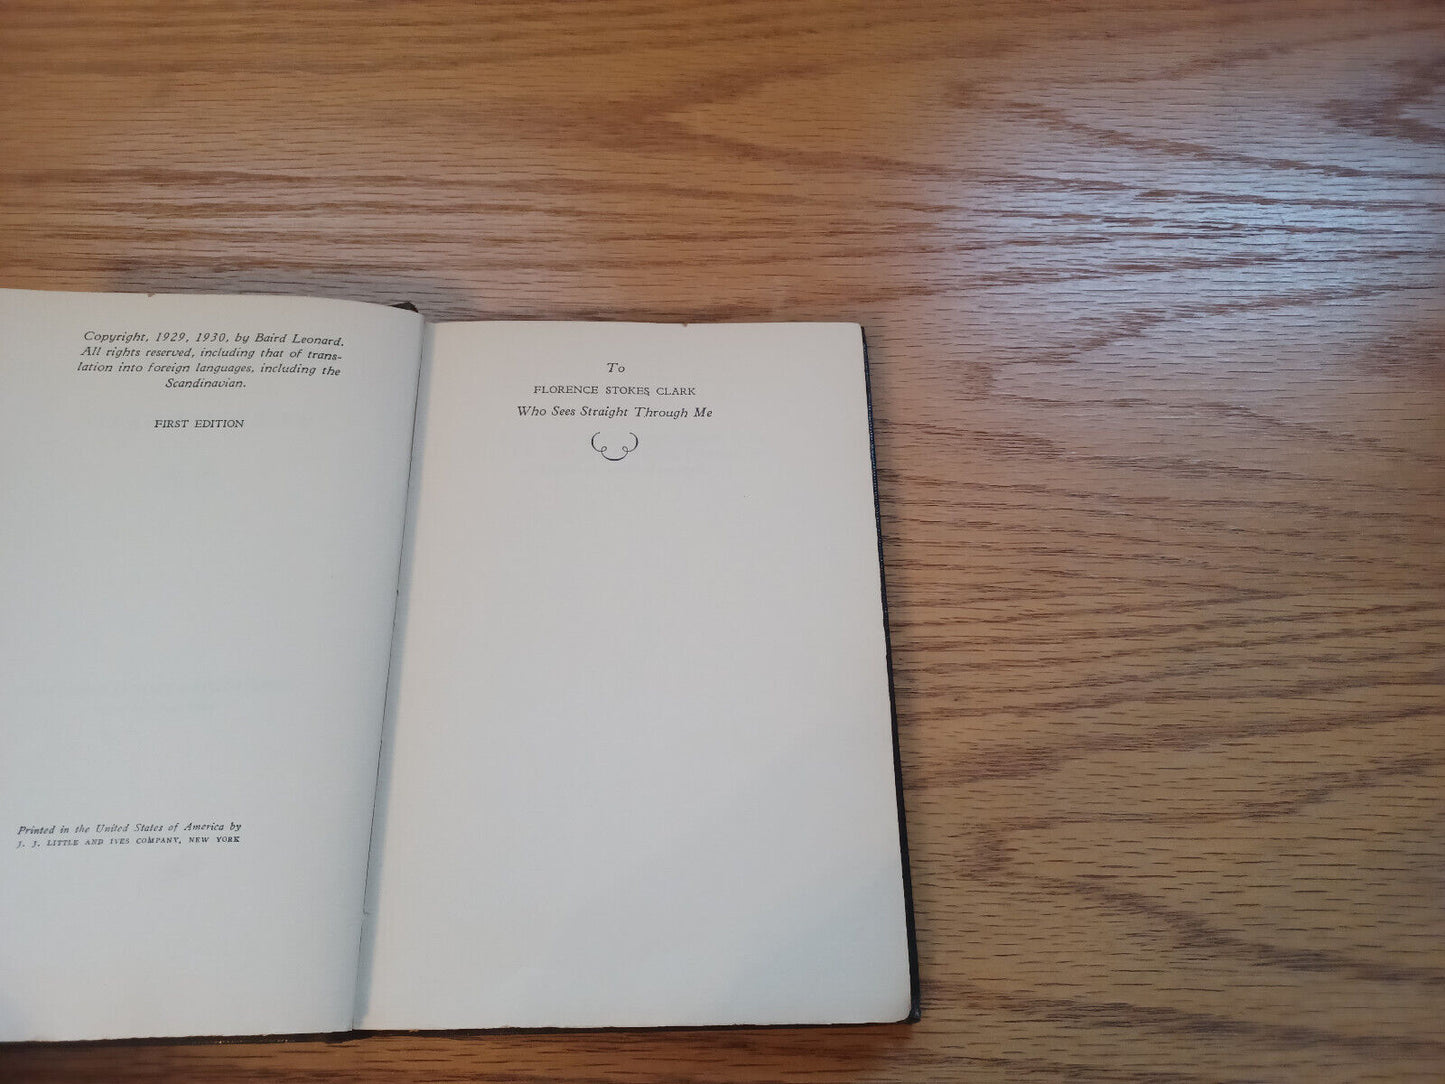 Copyright, 1929, 1930, by Baird Leonard.
All rights reserved, including that of trans-
lation into foreign languages, including the
Scandinavian.
FIRST EDITION
Printed in the United States of America by
J. J. LITTLE AND IVES COMPANY, NEW YORK
To
FLORENCE STOKES CLARK
Who Sees Straight Through Me